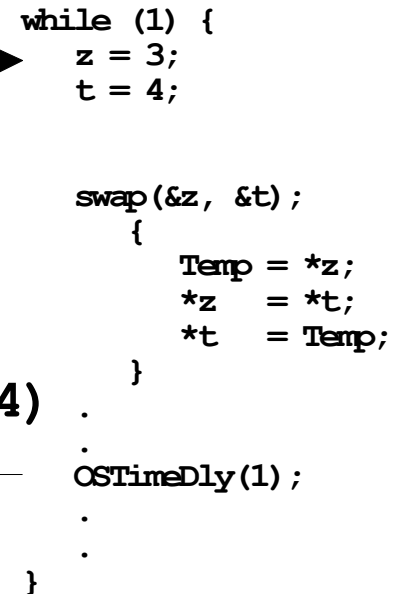 while (1) {
z = 3;
t = 4;
swap(&z, &t);
{
Temp = *z;
*z = *t;
*t = Temp;
}
4) .
.
OSTimeDly(1);
.
.
}